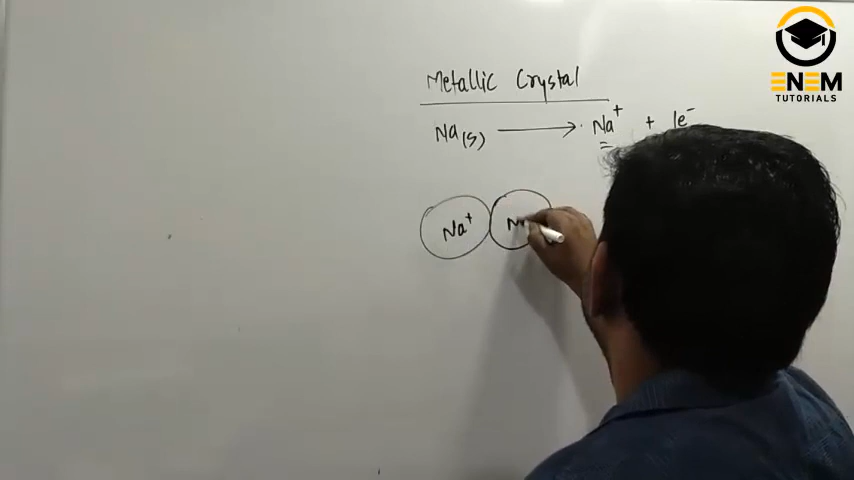 ENEM
TUTORIALS
Metallic Crystal
Na(s) ⟶ Na⁺ + 1e⁻
Na⁺